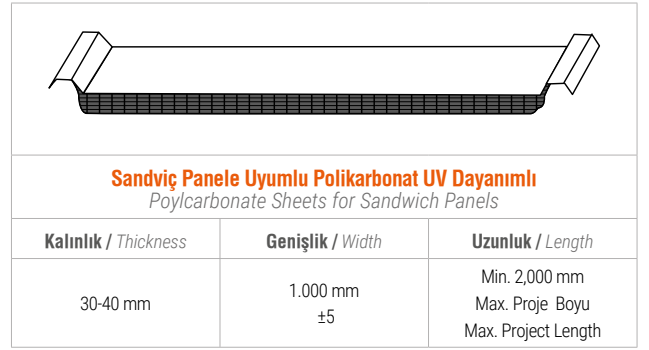 Sandviç Panele Uyumlu Polikarbonat UV Dayanımlı
Poylcarbonate Sheets for Sandwich Panels
Kalınlık / Thickness
Genişlik / Width
Uzunluk / Length
30-40 mm
1.000 mm
±5
Min. 2,000 mm
Max. Proje Boyu
Max. Project Length